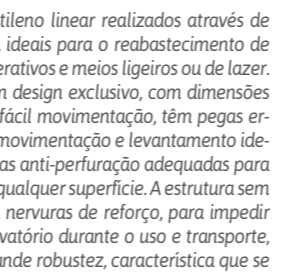 tileno linear realizados através de
, ideais para o reabastecimento de
erativos e meios ligeiros ou de lazer.
design exclusivo, com dimensões
fácil movimentação, têm pegas er-
movimentação e levantamento ide-
as anti-perfuração adequadas para
qualquer superfície. A estrutura sem
nervuras de reforço, para impedir
vatório durante o uso e transporte,
nde robustez, característica que se